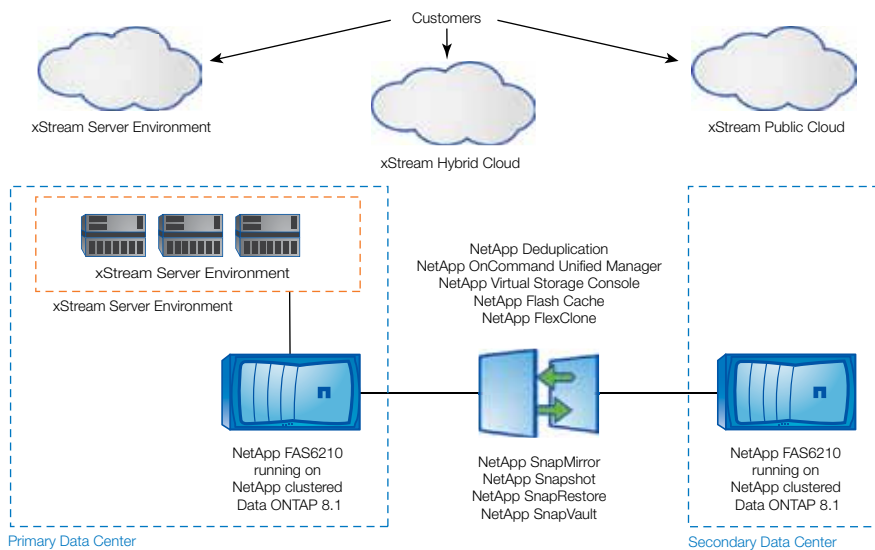 Customers
xStream Server Environment
xStream Hybrid Cloud
xStream Public Cloud
xStream Server Environment
xStream Server Environment
NetApp Deduplication
NetApp OnCommand Unified Manager
NetApp Virtual Storage Console
NetApp Flash Cache
NetApp FlexClone
NetApp FAS6210
running on
NetApp clustered
Data ONTAP 8.1
NetApp SnapMirror
NetApp Snapshot
NetApp SnapRestore
NetApp SnapVault
NetApp FAS6210
running on
NetApp clustered
Data ONTAP 8.1
Primary Data Center
Secondary Data Center